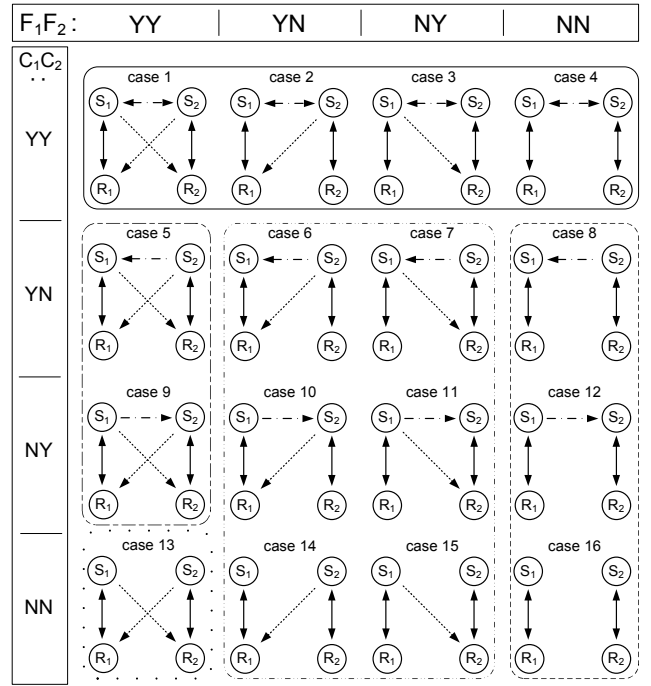 F₁F₂: YY YN NY NN
C₁C₂
..
YY
case 1 case 2 case 3 case 4
S₁ S₂ S₁ S₂ S₁ S₂ S₁ S₂
R₁ R₂ R₁ R₂ R₁ R₂ R₁ R₂
YN
case 5 case 6 case 7 case 8
S₁ S₂ S₁ S₂ S₁ S₂ S₁ S₂
R₁ R₂ R₁ R₂ R₁ R₂ R₁ R₂
NY
case 9 case 10 case 11 case 12
S₁ S₂ S₁ S₂ S₁ S₂ S₁ S₂
R₁ R₂ R₁ R₂ R₁ R₂ R₁ R₂
NN
case 13 case 14 case 15 case 16
S₁ S₂ S₁ S₂ S₁ S₂ S₁ S₂
R₁ R₂ R₁ R₂ R₁ R₂ R₁ R₂